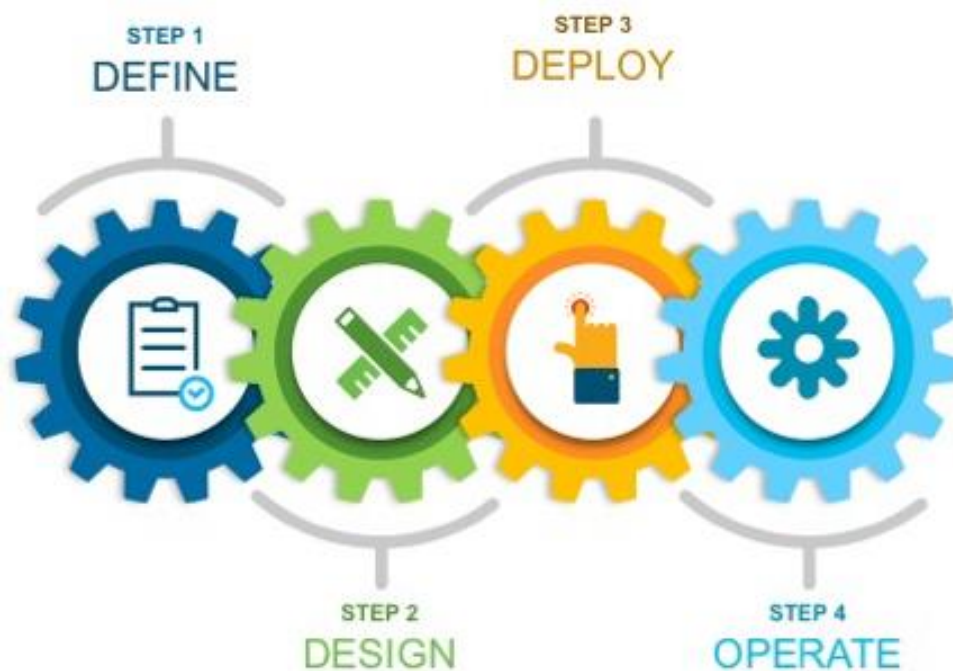 STEP 1
DEFINE
STEP 2
DESIGN
STEP 3
DEPLOY
STEP 4
OPERATE